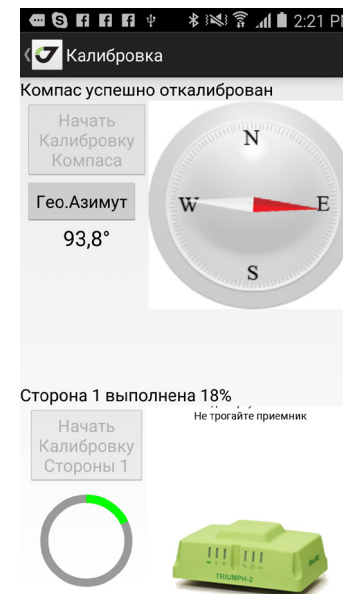 2:21 P
Калибровка
Компас успешно откалиброван
Начать
Калибровку
Компаса
Гео.Азимут
93,8°
N
W
E
S
Сторона 1 выполнена 18%
Не трогайте приемник
Начать
Калибровку
Стороны 1
TRIUMPH-2